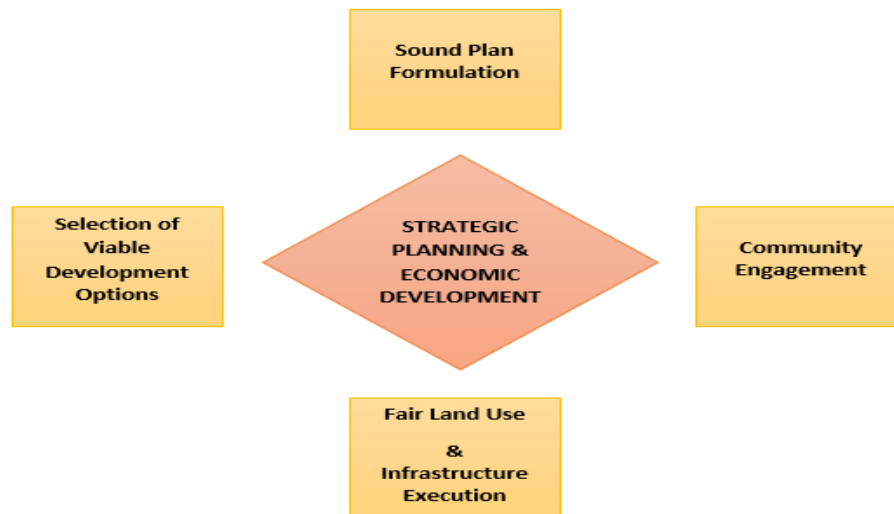 Sound Plan
Formulation
Selection of
Viable
Development
Options
STRATEGIC
PLANNING &
ECONOMIC
DEVELOPMENT
Community
Engagement
Fair Land Use
&
Infrastructure
Execution